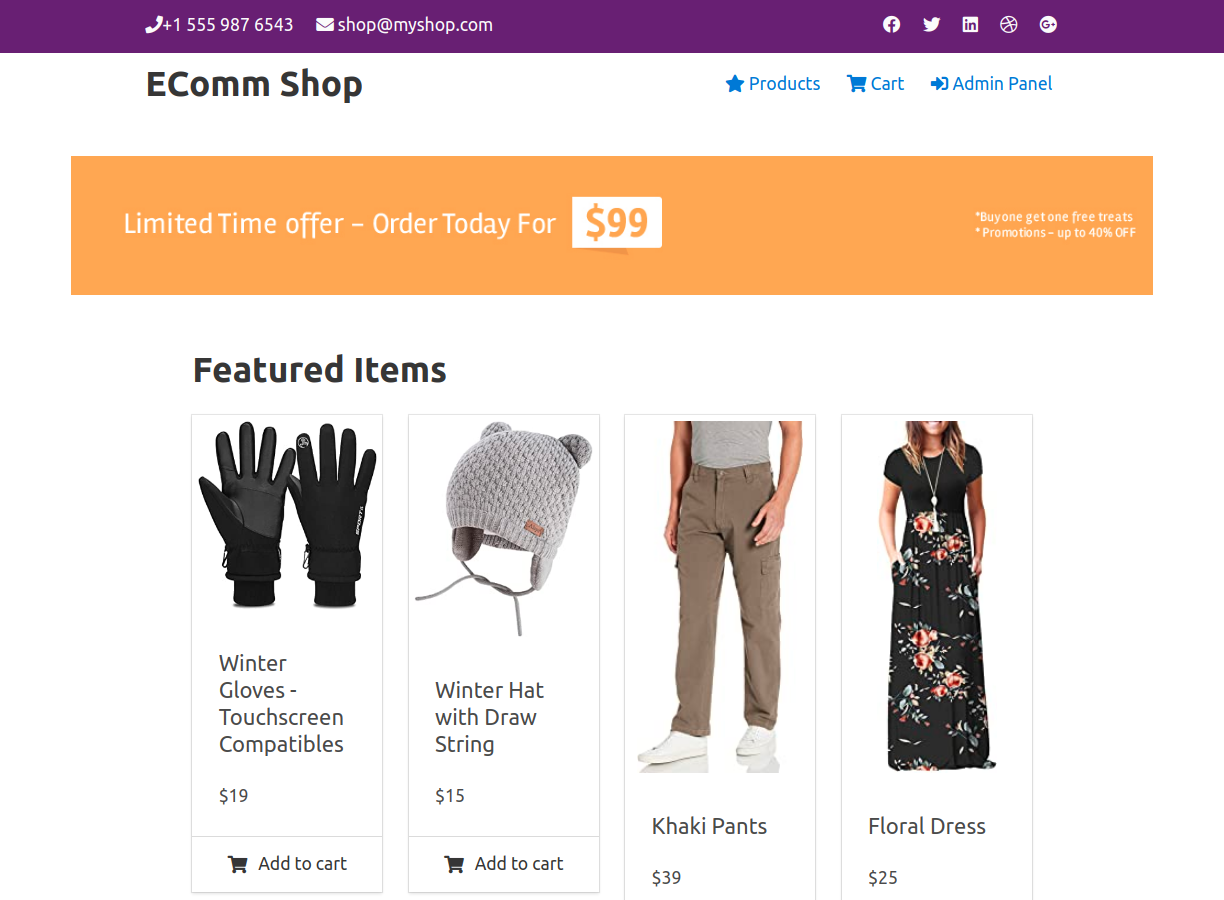 +1 555 987 6543 shop@myshop.com
EComm Shop Products Cart Admin Panel
Limited Time offer – Order Today For $99
*Buy one get one free treats
* Promotions – up to 40% OFF
Featured Items
SPORTS
Winter
Gloves -
Touchscreen
Compatibles
$19
Add to cart
Winter Hat
with Draw
String
$15
Add to cart
Khaki Pants
$39
Floral Dress
$25